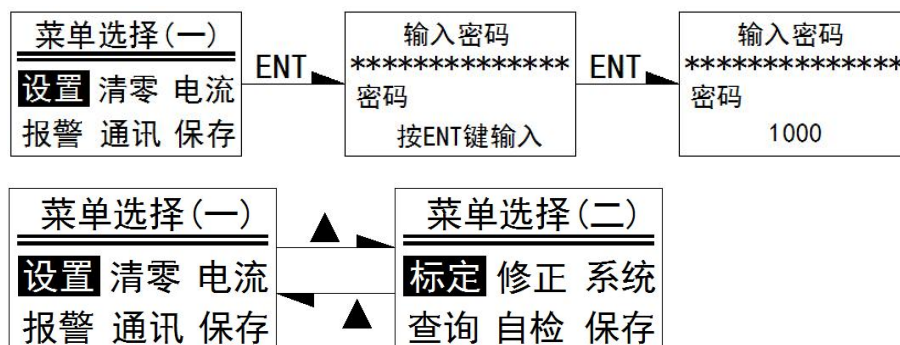 菜单选择(一)
设置 清零 电流
报警 通讯 保存
ENT
输入密码
**************
密码
按ENT键输入
ENT
输入密码
**************
密码
1000
菜单选择(一)
设置 清零 电流
报警 通讯 保存
▲
▲
菜单选择(二)
标定 修正 系统
查询 自检 保存